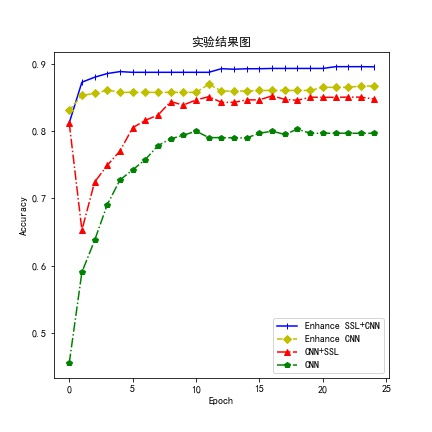 实验结果图
0.9
0.8
0.7
0.6
0.5
Accuracy
0
5
10
15
20
25
Epoch
Enhance SSL+CNN
Enhance CNN
CNN+SSL
CNN